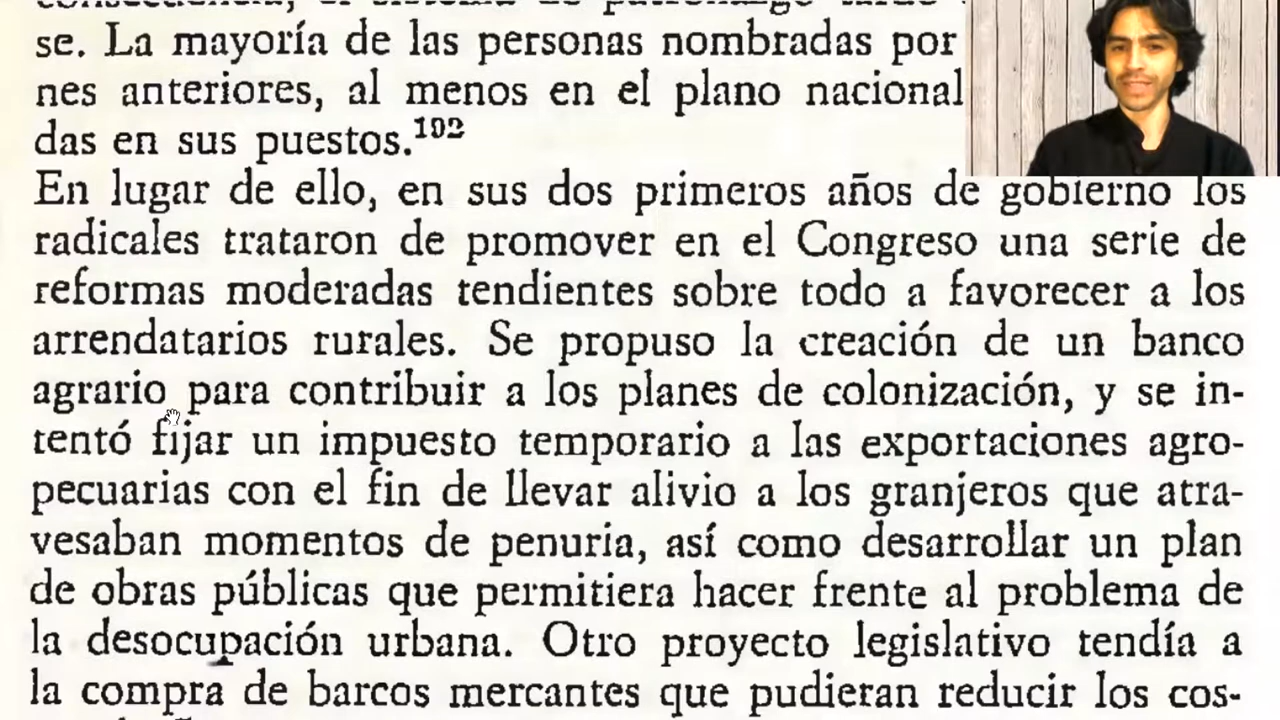 se. La mayoría de las personas nombradas por
nes anteriores, al menos en el plano nacional
das en sus puestos.192
En lugar de ello, en sus dos primeros años de gobierno los
radicales trataron de promover en el Congreso una serie de
reformas moderadas tendientes sobre todo a favorecer a los
arrendatarios rurales. Se propuso la creación de un banco
agrario para contribuir a los planes de colonización, y se in-
tentó fijar un impuesto temporario a las exportaciones agro-
pecuarias con el fin de llevar alivio a los granjeros que atra-
vesaban momentos de penuria, así como desarrollar un plan
de obras públicas que permitiera hacer frente al problema de
la desocupación urbana. Otro proyecto legislativo tendía a
la compra de barcos mercantes que pudieran reducir los cos-